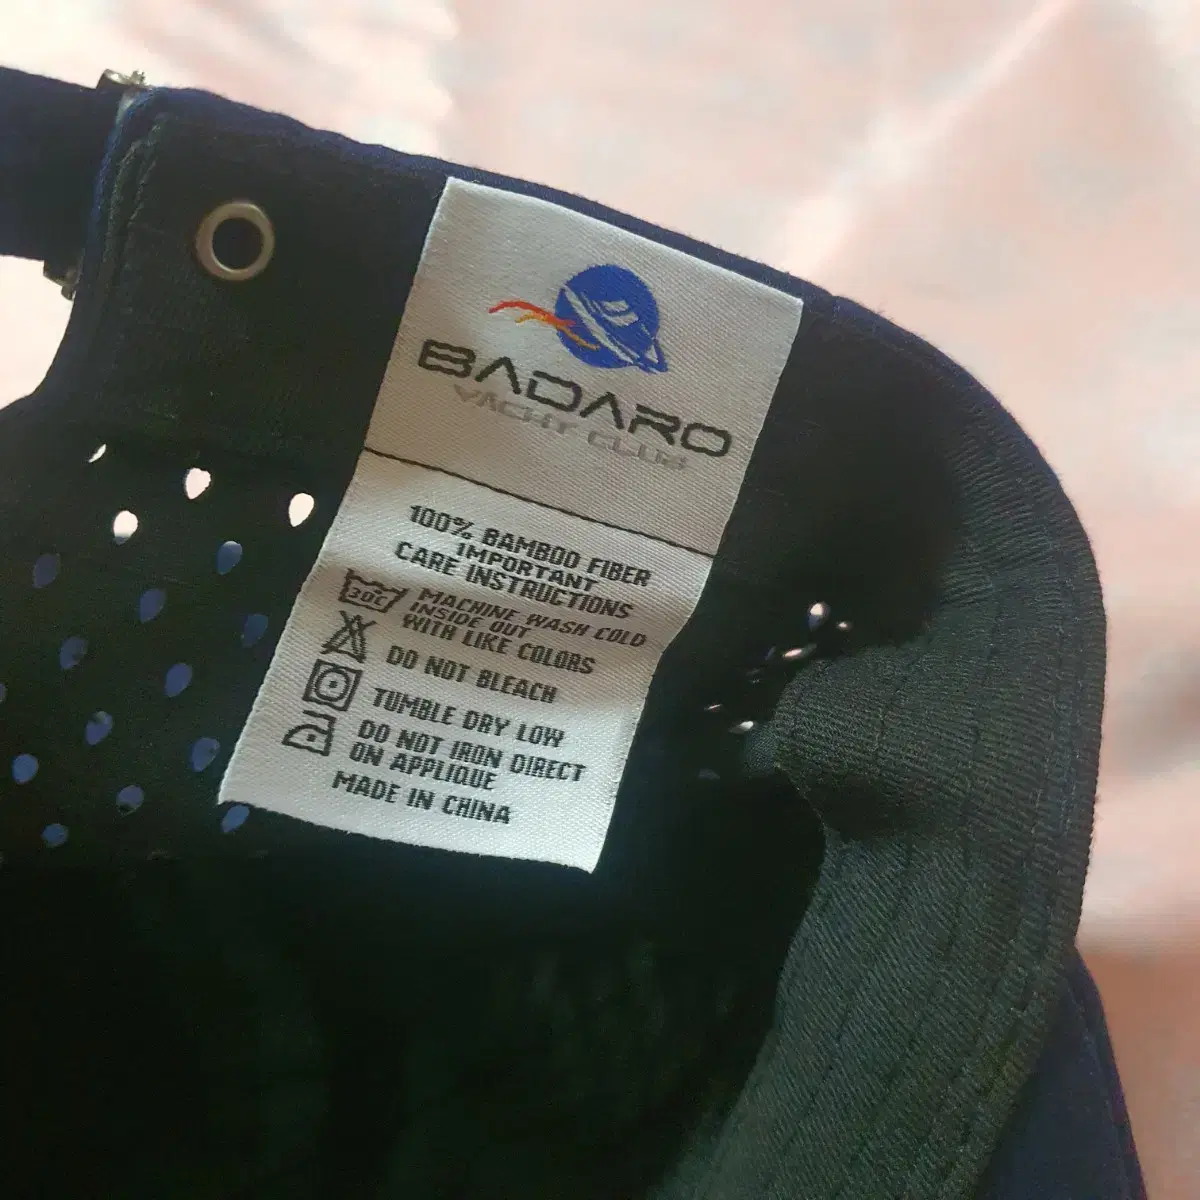 BADARO
YACHT CLUB
100% BAMBOO FIBER
IMPORTANT
CARE INSTRUCTIONS
30C
MACHINE WASH COLD
INSIDE OUT
WITH LIKE COLORS
DO NOT BLEACH
TUMBLE DRY LOW
DO NOT IRON DIRECT
ON APPLIQUE
MADE IN CHINA